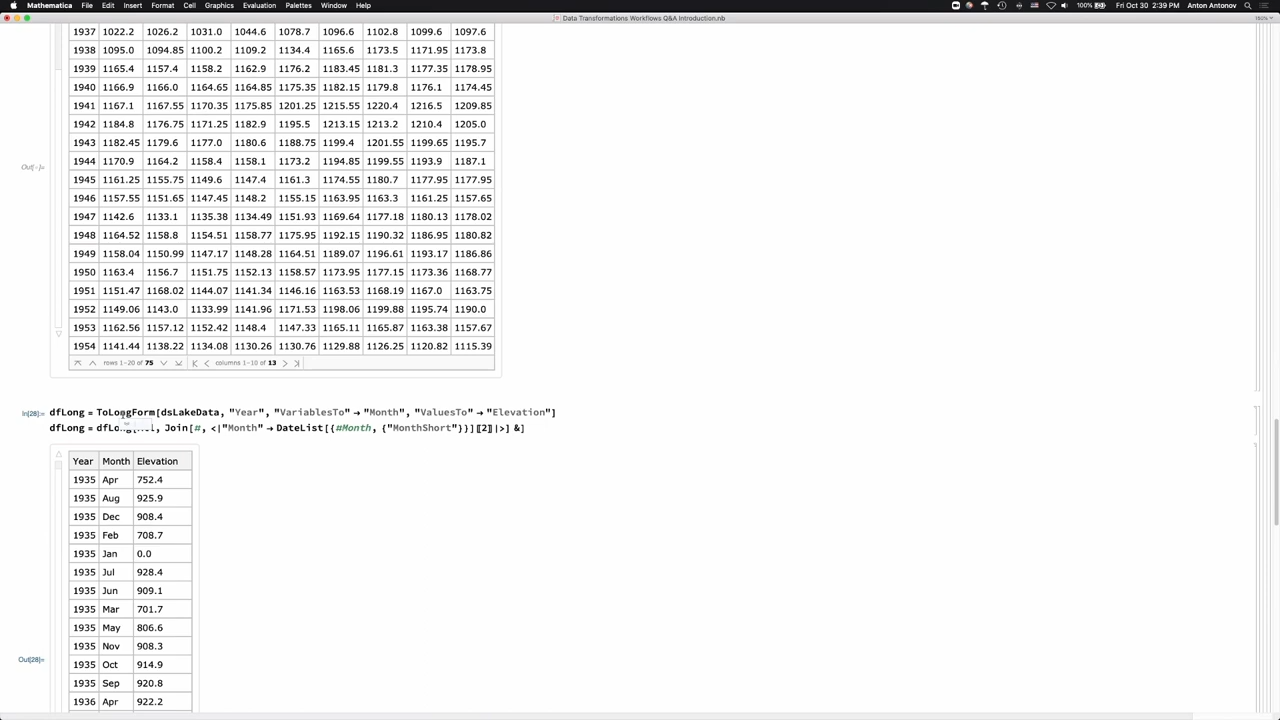 Mathematica File Edit Insert Format Cell Graphics Evaluation Palettes Window Help 100% Fri Oct 30 2:39 PM Anton Antonov
Data Transformations Workflows Q&A Introduction.nb
1937 1022.2 1026.2 1031.0 1044.6 1078.7 1096.6 1102.8 1099.6 1097.6
1938 1095.0 1094.85 1100.2 1109.2 1134.4 1165.6 1173.5 1171.95 1173.8
1939 1165.4 1157.4 1158.2 1162.9 1176.2 1183.45 1181.3 1177.35 1178.95
1940 1166.9 1166.0 1164.65 1164.85 1175.35 1182.15 1179.8 1176.1 1174.45
1941 1167.1 1167.55 1170.35 1175.85 1201.25 1215.55 1220.4 1216.5 1209.85
1942 1184.8 1176.75 1171.25 1182.9 1195.5 1213.15 1213.2 1210.4 1205.0
1943 1182.45 1179.6 1177.0 1180.6 1188.75 1199.4 1201.55 1199.65 1195.7
Out[-]=
1944 1170.9 1164.2 1158.4 1158.1 1173.2 1194.85 1199.55 1193.9 1187.1
1945 1161.25 1155.75 1149.6 1147.4 1161.3 1174.55 1180.7 1177.95 1177.95
1946 1157.55 1151.65 1147.45 1148.2 1155.15 1163.95 1163.3 1161.25 1157.65
1947 1142.6 1133.1 1135.38 1134.49 1151.93 1169.64 1177.18 1180.13 1178.02
1948 1164.52 1158.8 1154.51 1158.77 1175.95 1192.15 1190.32 1186.95 1180.82
1949 1158.04 1150.99 1147.17 1148.28 1164.51 1189.07 1196.61 1193.17 1186.86
1950 1163.4 1156.7 1151.75 1152.13 1158.57 1173.95 1177.15 1173.36 1168.77
1951 1151.47 1168.02 1144.07 1141.34 1146.16 1163.53 1168.19 1167.0 1163.75
1952 1149.06 1143.0 1133.99 1141.96 1171.53 1198.06 1199.88 1195.74 1190.0
1953 1162.56 1157.12 1152.42 1148.4 1147.33 1165.11 1165.87 1163.38 1157.67
1954 1141.44 1138.22 1134.08 1130.26 1130.76 1129.88 1126.25 1120.82 1115.39
rows 1–20 of 75 columns 1–10 of 13
In[28]:= dfLong = ToLongForm[dsLakeData, "Year", "VariablesTo" → "Month", "ValuesTo" → "Elevation"]
dfLong = Join[#, <|"Month" → DateList[{#Month, {"MonthShort"}}]⟦2⟧|>] &]
Year Month Elevation
1935 Apr 752.4
1935 Aug 925.9
1935 Dec 908.4
1935 Feb 708.7
1935 Jan 0.0
1935 Jul 928.4
1935 Jun 909.1
1935 Mar 701.7
1935 May 806.6
1935 Nov 908.3
Out[28]=
1935 Oct 914.9
1935 Sep 920.8
1936 Apr 922.2